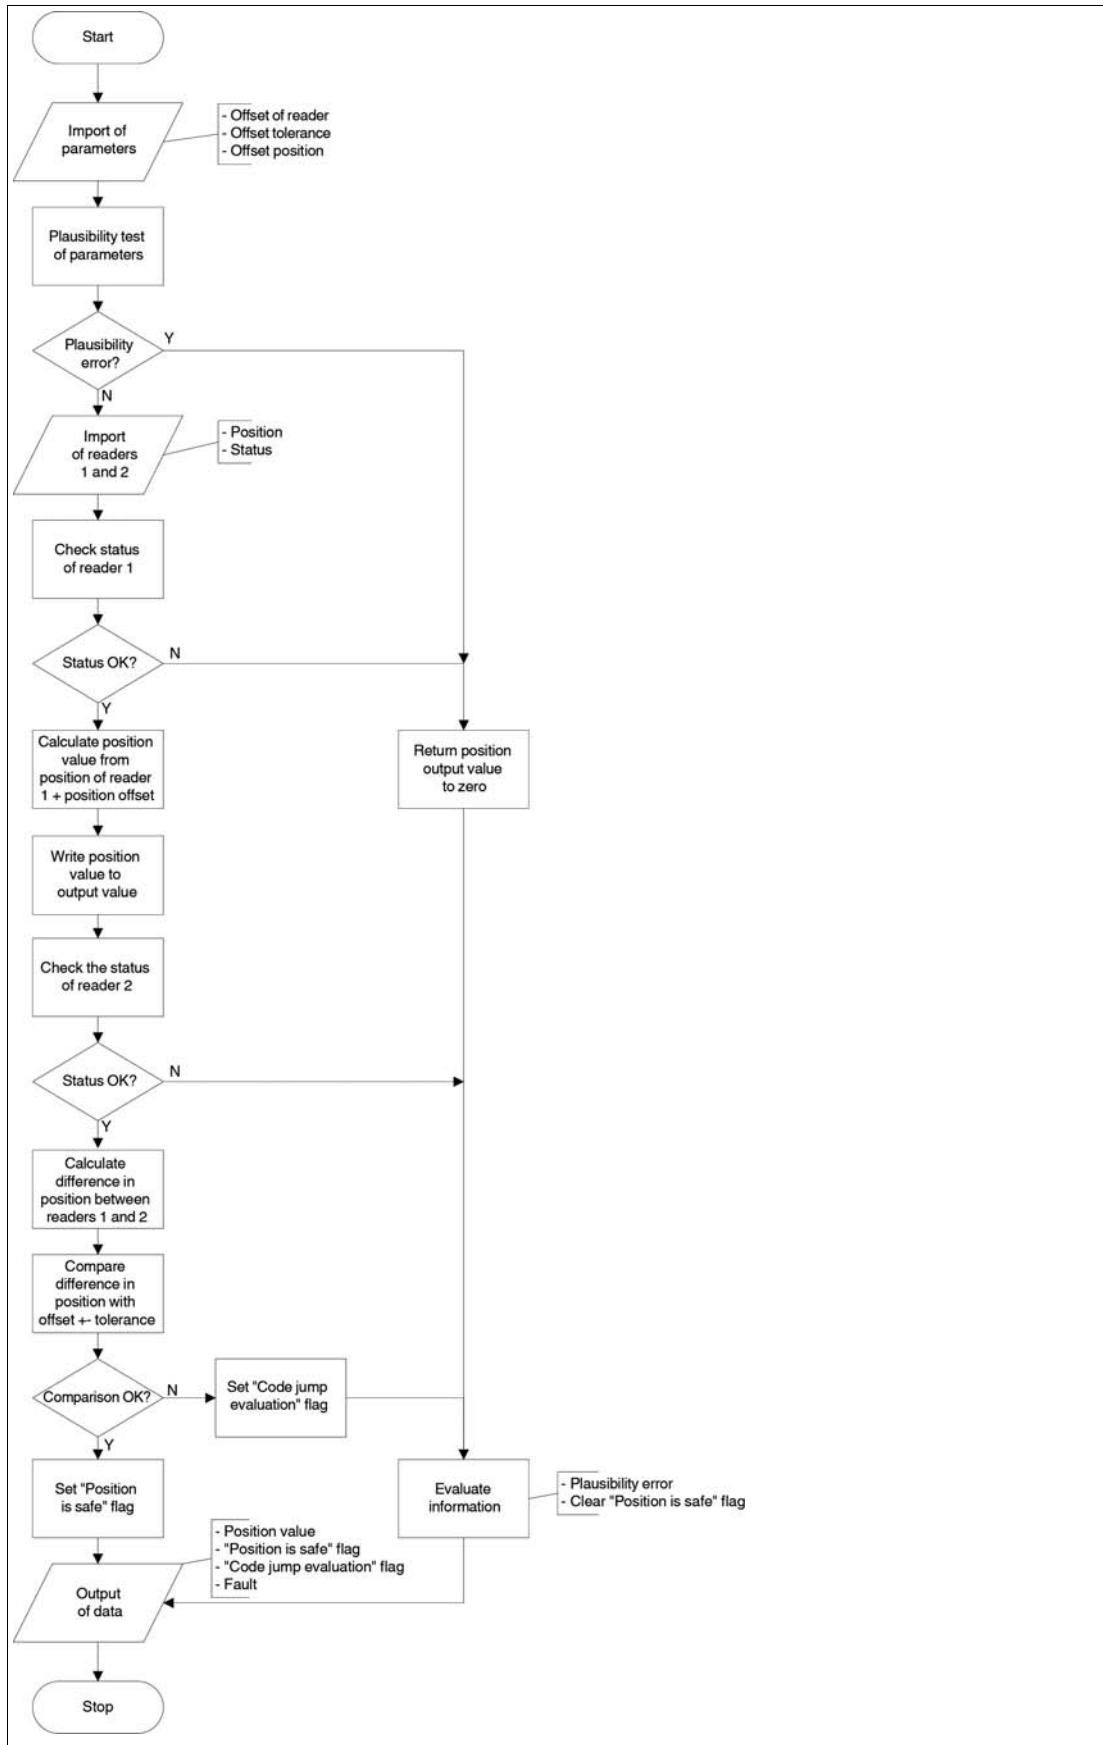 Start
Import of
parameters
- Offset of reader
- Offset tolerance
- Offset position
Plausibility test
of parameters
Plausibility
error?
Y
N
Import
of readers
1 and 2
- Position
- Status
Check status
of reader 1
Status OK?
N
Y
Calculate position
value from
position of reader
1 + position offset
Return position
output value
to zero
Write position
value to
output value
Check the status
of reader 2
Status OK?
N
Y
Calculate
difference in
position between
readers 1 and 2
Compare
difference in
position with
offset +- tolerance
Comparison OK?
N
Set "Code jump
evaluation" flag
Y
Set "Position
is safe" flag
Evaluate
information
- Plausibility error
- Clear "Position is safe" flag
- Position value
- "Position is safe" flag
- "Code jump evaluation" flag
- Fault
Output
of data
Stop